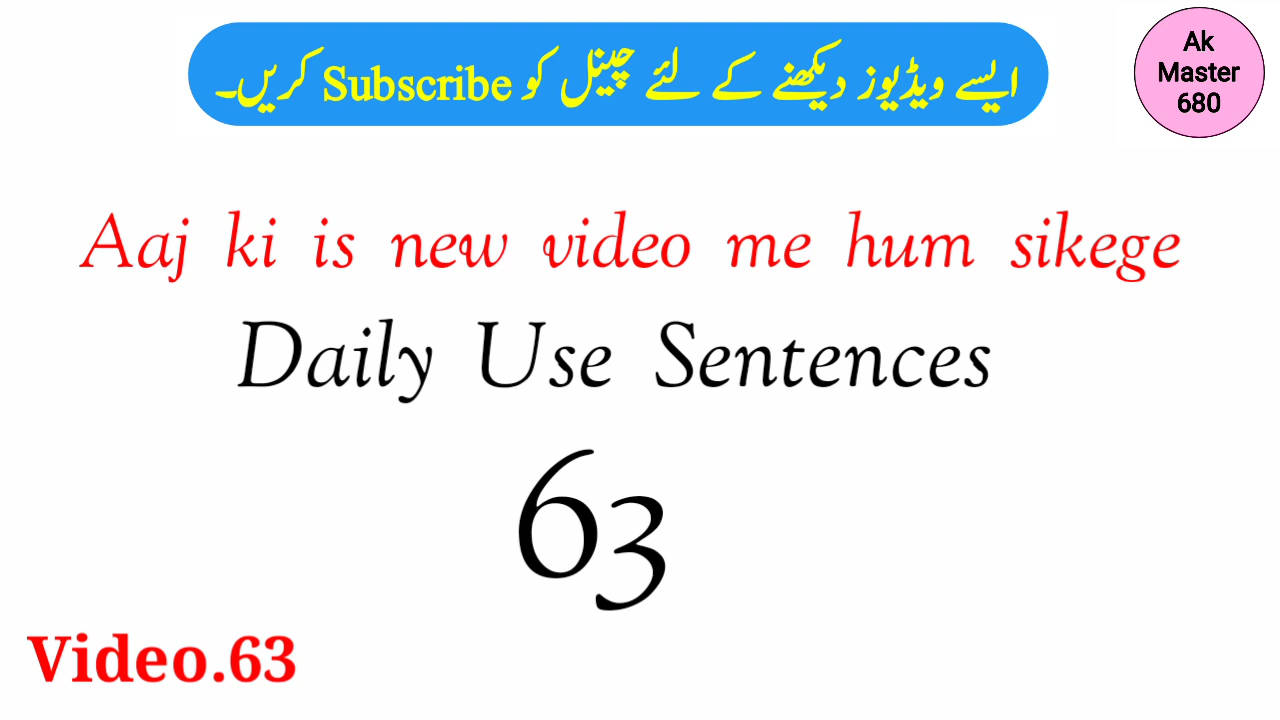 ایسے ویڈیوز دیکھنے کے لئے چینل کو Subscribe کریں۔
Ak
Master
680
Aaj ki is new video me hum sikege
Daily Use Sentences
63
Video.63